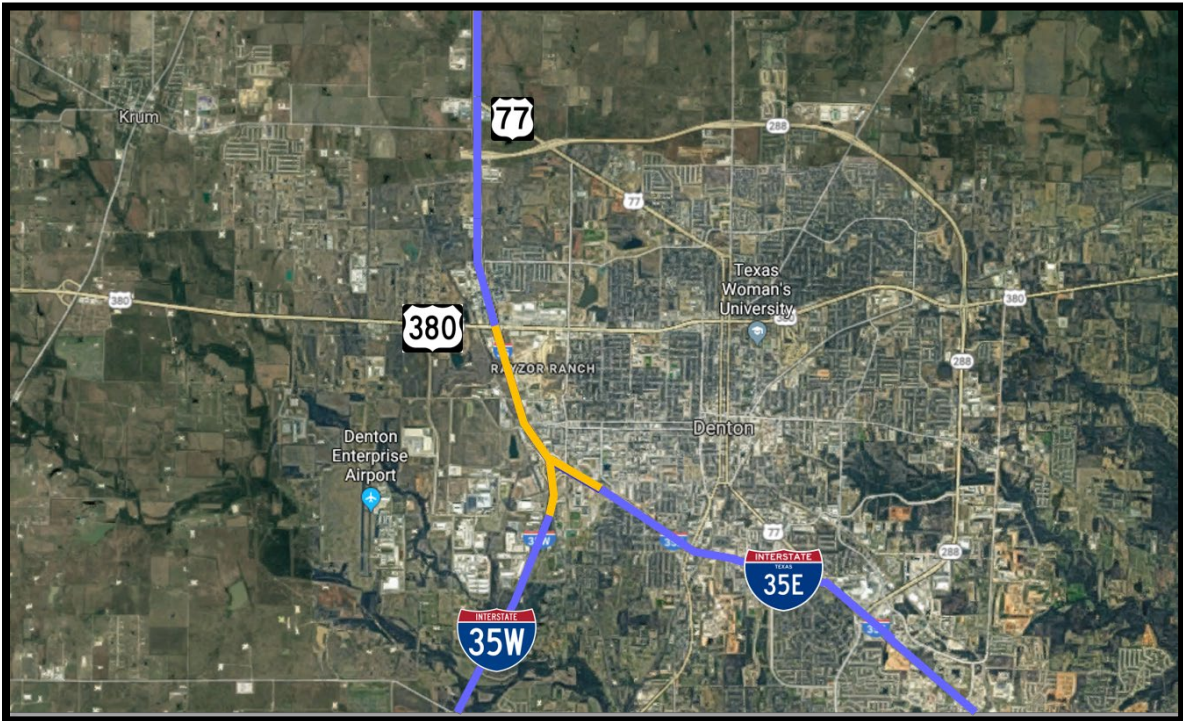 77
Krum
288
77
Texas
Woman's
University
380
380
380
RAYZOR RANCH
288
Denton
Denton
Enterprise
Airport
77
288
INTERSTATE
TEXAS
35E
INTERSTATE
35W